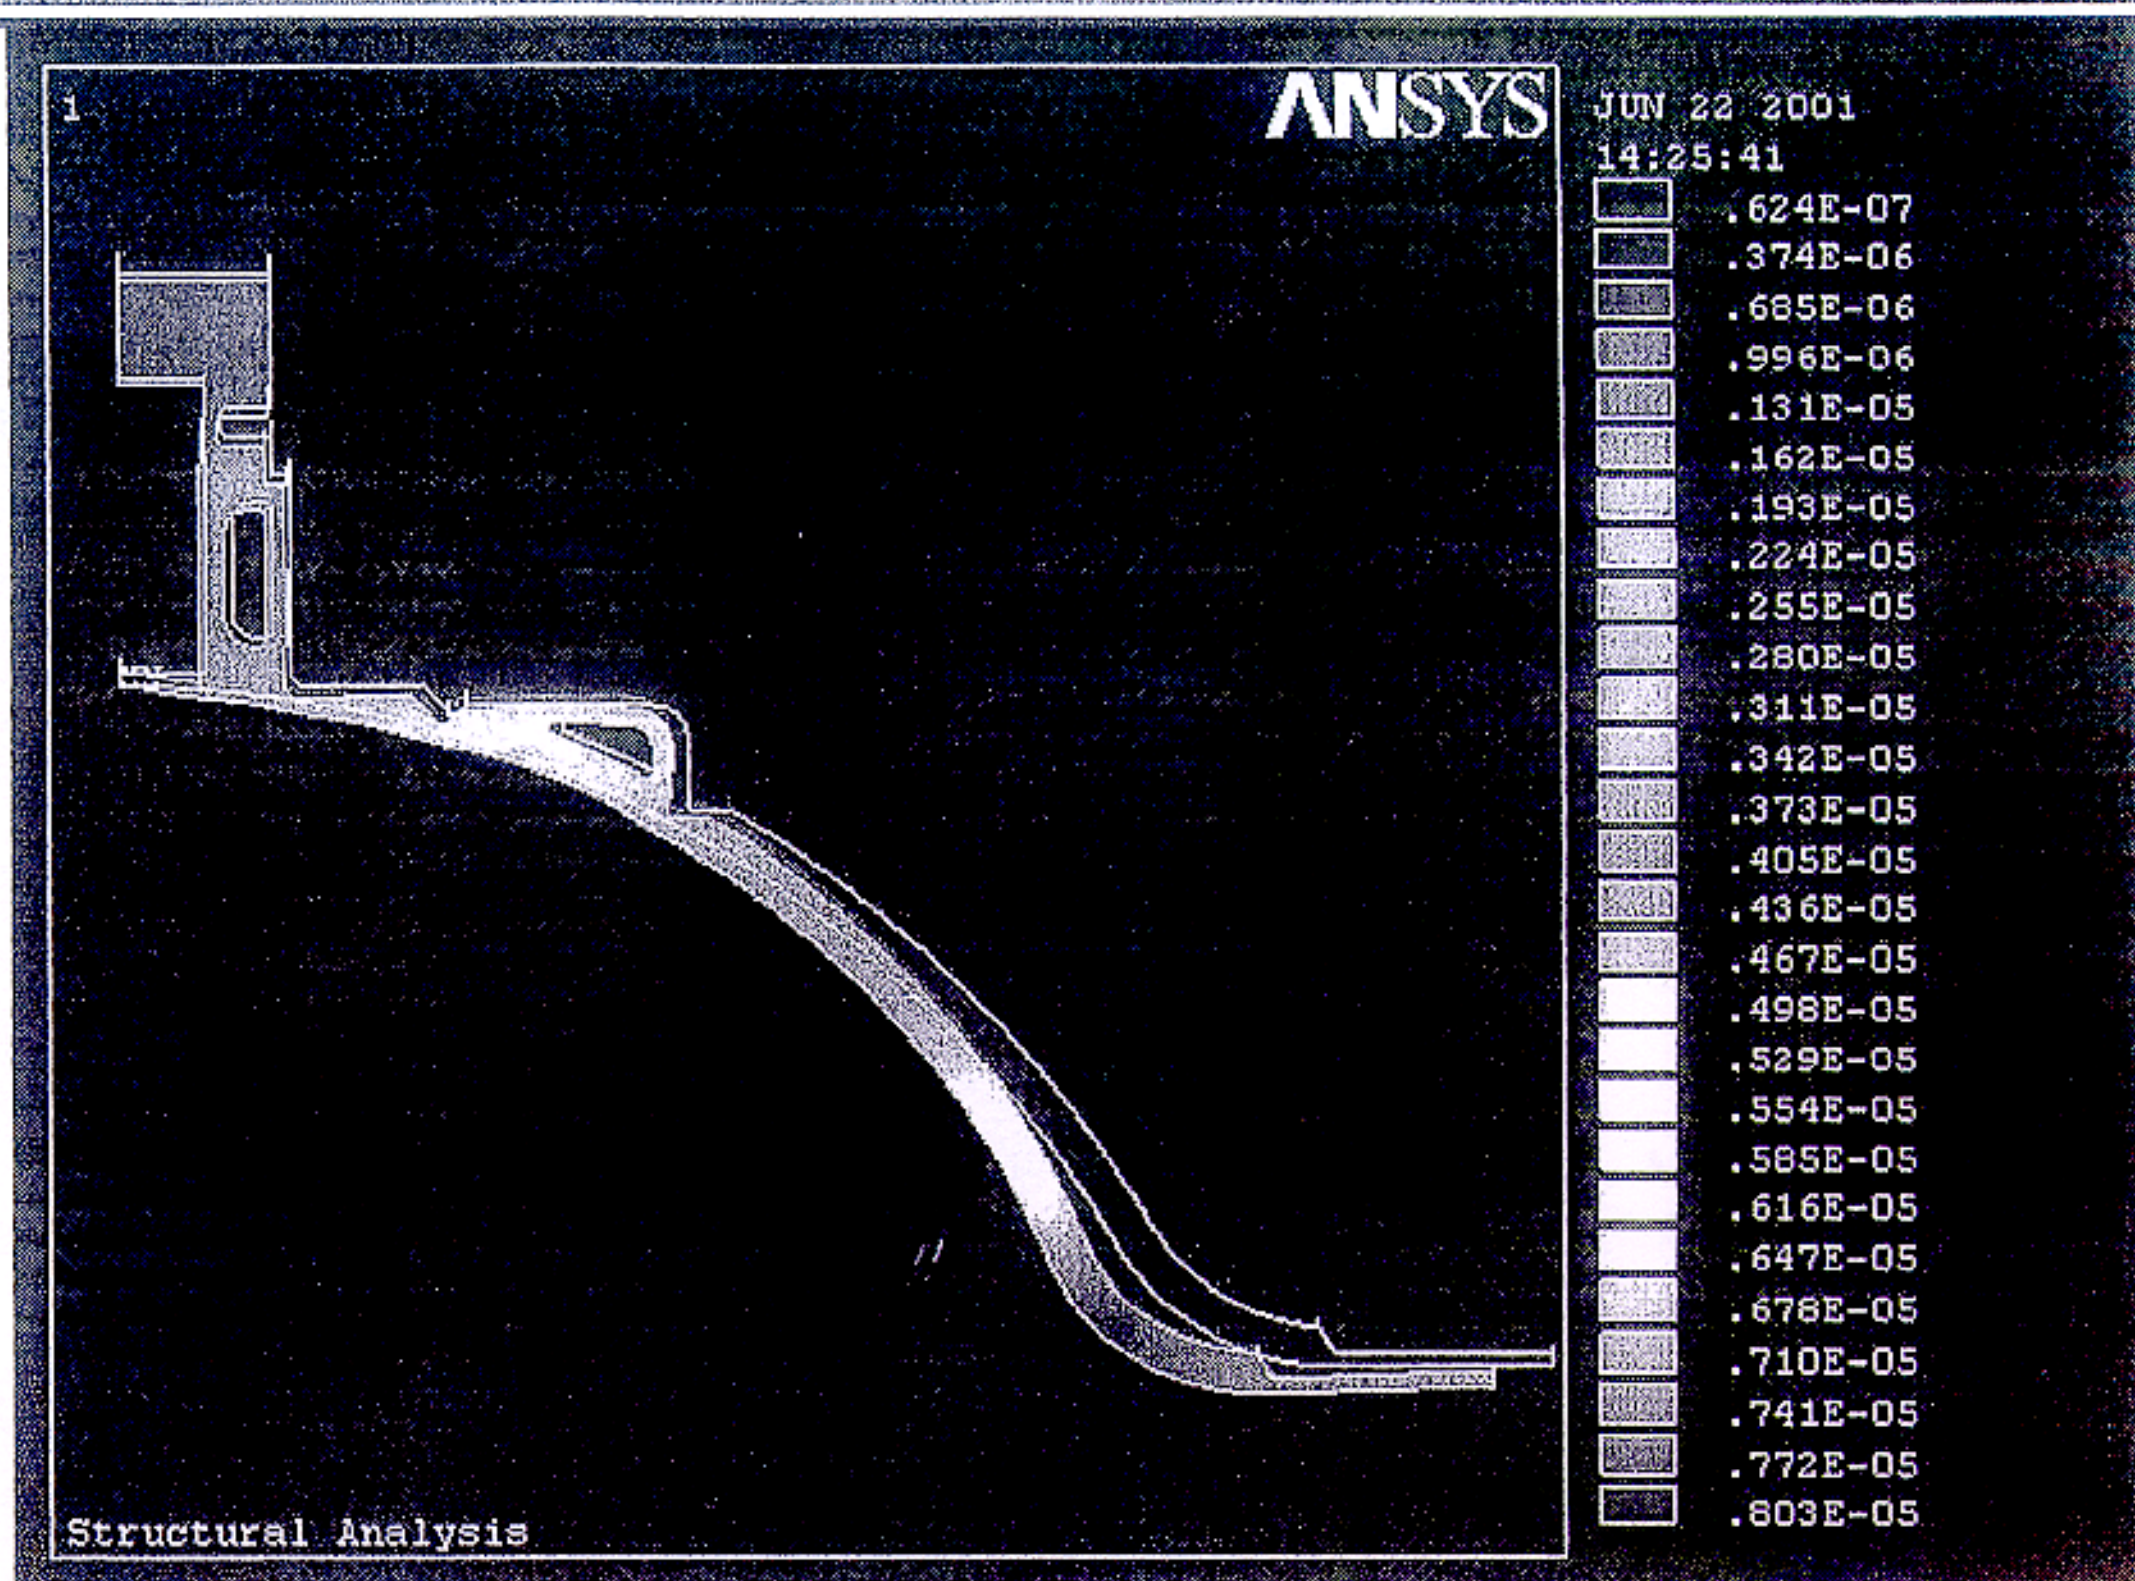 1
ANSYS
JUN 22 2001
14:25:41
.624E-07
.374E-06
.685E-06
.996E-06
.131E-05
.162E-05
.193E-05
.224E-05
.255E-05
.280E-05
.311E-05
.342E-05
.373E-05
.405E-05
.436E-05
.467E-05
.498E-05
.529E-05
.554E-05
.585E-05
.616E-05
.647E-05
.678E-05
.710E-05
.741E-05
.772E-05
.803E-05
Structural Analysis